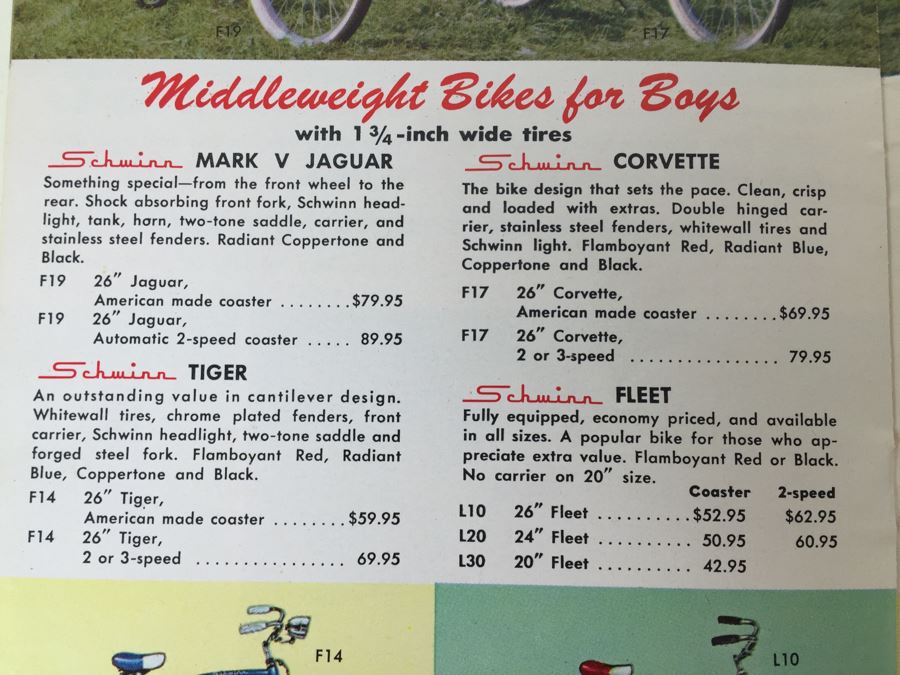 F19
F17
Middleweight Bikes for Boys
with 1 3/4-inch wide tires
Schwinn MARK V JAGUAR
Something special—from the front wheel to the
rear. Shock absorbing front fork, Schwinn head-
light, tank, horn, two-tone saddle, carrier, and
stainless steel fenders. Radiant Coppertone and
Black.
F19 26" Jaguar,
American made coaster ........$79.95
F19 26" Jaguar,
Automatic 2-speed coaster ..... 89.95
Schwinn TIGER
An outstanding value in cantilever design.
Whitewall tires, chrome plated fenders, front
carrier, Schwinn headlight, two-tone saddle and
forged steel fork. Flamboyant Red, Radiant
Blue, Coppertone and Black.
F14 26" Tiger,
American made coaster ........$59.95
F14 26" Tiger,
2 or 3-speed ................ 69.95
Schwinn CORVETTE
The bike design that sets the pace. Clean, crisp
and loaded with extras. Double hinged car-
rier, stainless steel fenders, whitewall tires and
Schwinn light. Flamboyant Red, Radiant Blue,
Coppertone and Black.
F17 26" Corvette,
American made coaster ........$69.95
F17 26" Corvette,
2 or 3-speed ................ 79.95
Schwinn FLEET
Fully equipped, economy priced, and available
in all sizes. A popular bike for those who ap-
preciate extra value. Flamboyant Red or Black.
No carrier on 20" size.
Coaster 2-speed
L10 26" Fleet ..........$52.95 $62.95
L20 24" Fleet .......... 50.95 60.95
L30 20" Fleet .......... 42.95
F14
L10